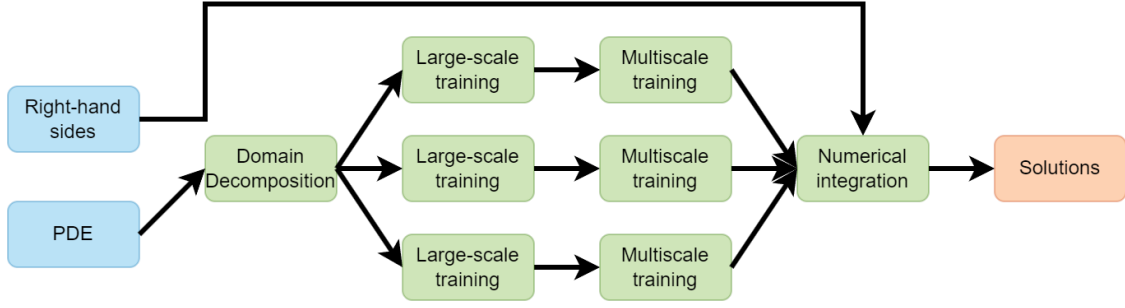 Right-hand
sides
PDE
Domain
Decomposition
Large-scale
training
Multiscale
training
Large-scale
training
Multiscale
training
Large-scale
training
Multiscale
training
Numerical
integration
Solutions